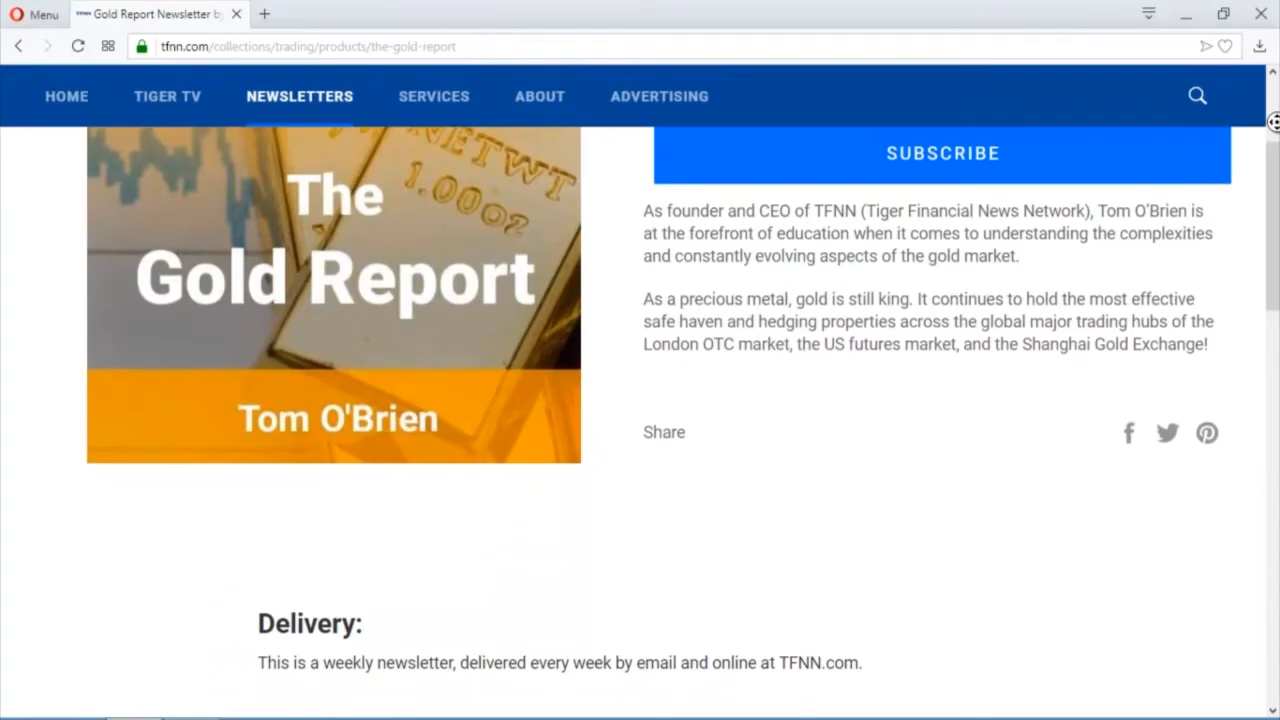 Menu
TFNN Gold Report Newsletter by
tfnn.com/collections/trading/products/the-gold-report
HOME
TIGER TV
NEWSLETTERS
SERVICES
ABOUT
ADVERTISING
NETWT
1.00OZ
The
Gold Report
Tom O'Brien
SUBSCRIBE
As founder and CEO of TFNN (Tiger Financial News Network), Tom O'Brien is
at the forefront of education when it comes to understanding the complexities
and constantly evolving aspects of the gold market.
As a precious metal, gold is still king. It continues to hold the most effective
safe haven and hedging properties across the global major trading hubs of the
London OTC market, the US futures market, and the Shanghai Gold Exchange!
Share
Delivery:
This is a weekly newsletter, delivered every week by email and online at TFNN.com.